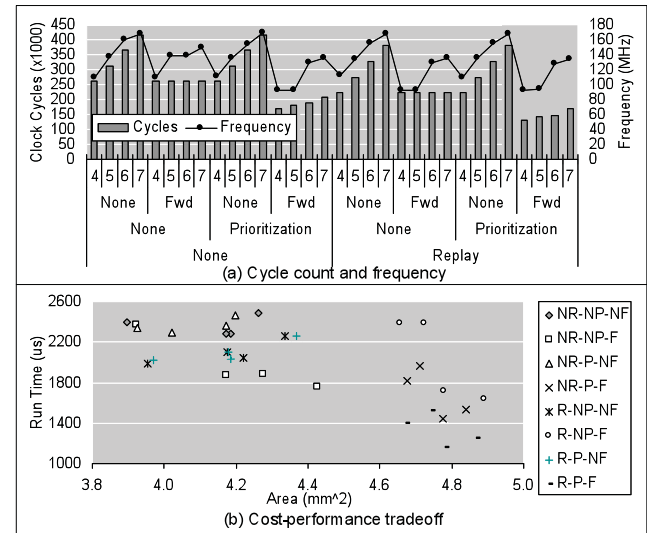 Clock Cycles (x1000)
450
400
350
300
250
200
150
100
50
0
Cycles Frequency
180
160
140
120
100
80
60
40
20
0
Frequency (MHz)
4 5 6 7 4 5 6 7 4 5 6 7 4 5 6 7 4 5 6 7 4 5 6 7 4 5 6 7 4 5 6 7
None Fwd None Fwd None Fwd None Fwd
None Prioritization None Prioritization
None Replay
(a) Cycle count and frequency
Run Time (us)
2600
2200
1800
1400
1000
3.8 4.0 4.2 4.4 4.6 4.8 5.0
Area (mm^2)
NR-NP-NF
NR-NP-F
NR-P-NF
NR-P-F
R-NP-NF
R-NP-F
R-P-NF
R-P-F
(b) Cost-performance tradeoff